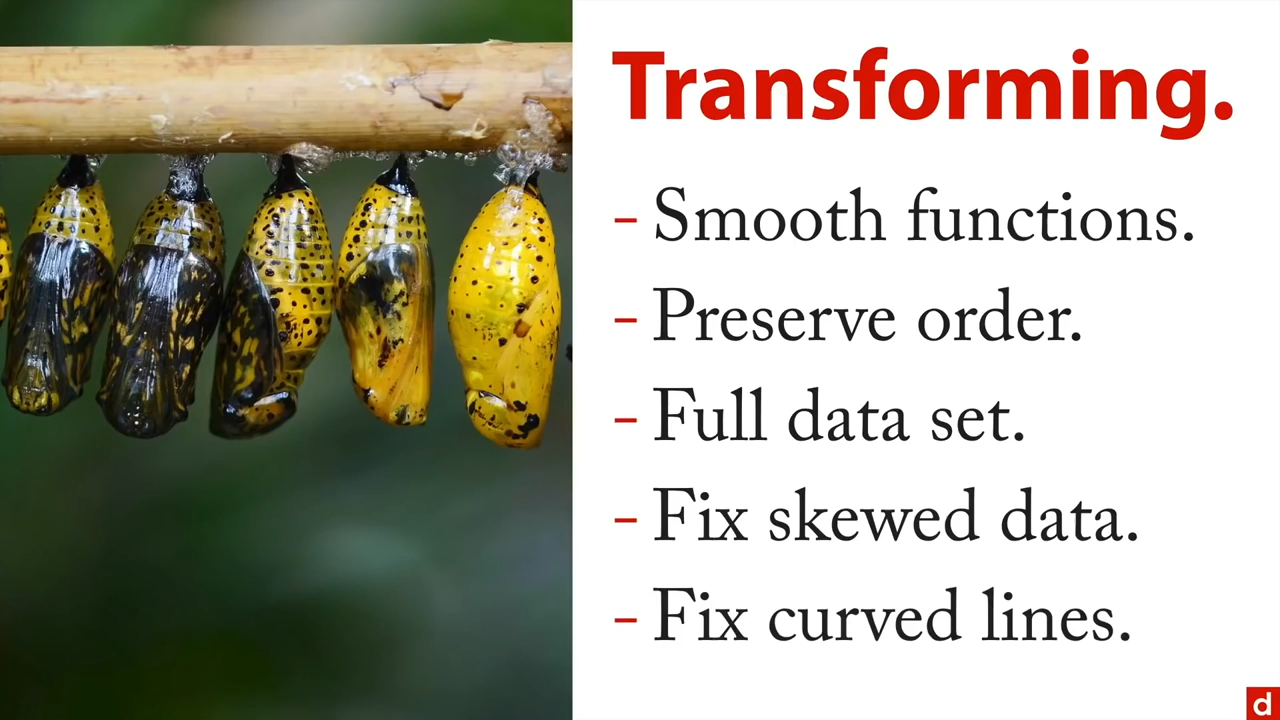 Transforming.
- Smooth functions.
- Preserve order.
- Full data set.
- Fix skewed data.
- Fix curved lines.
d